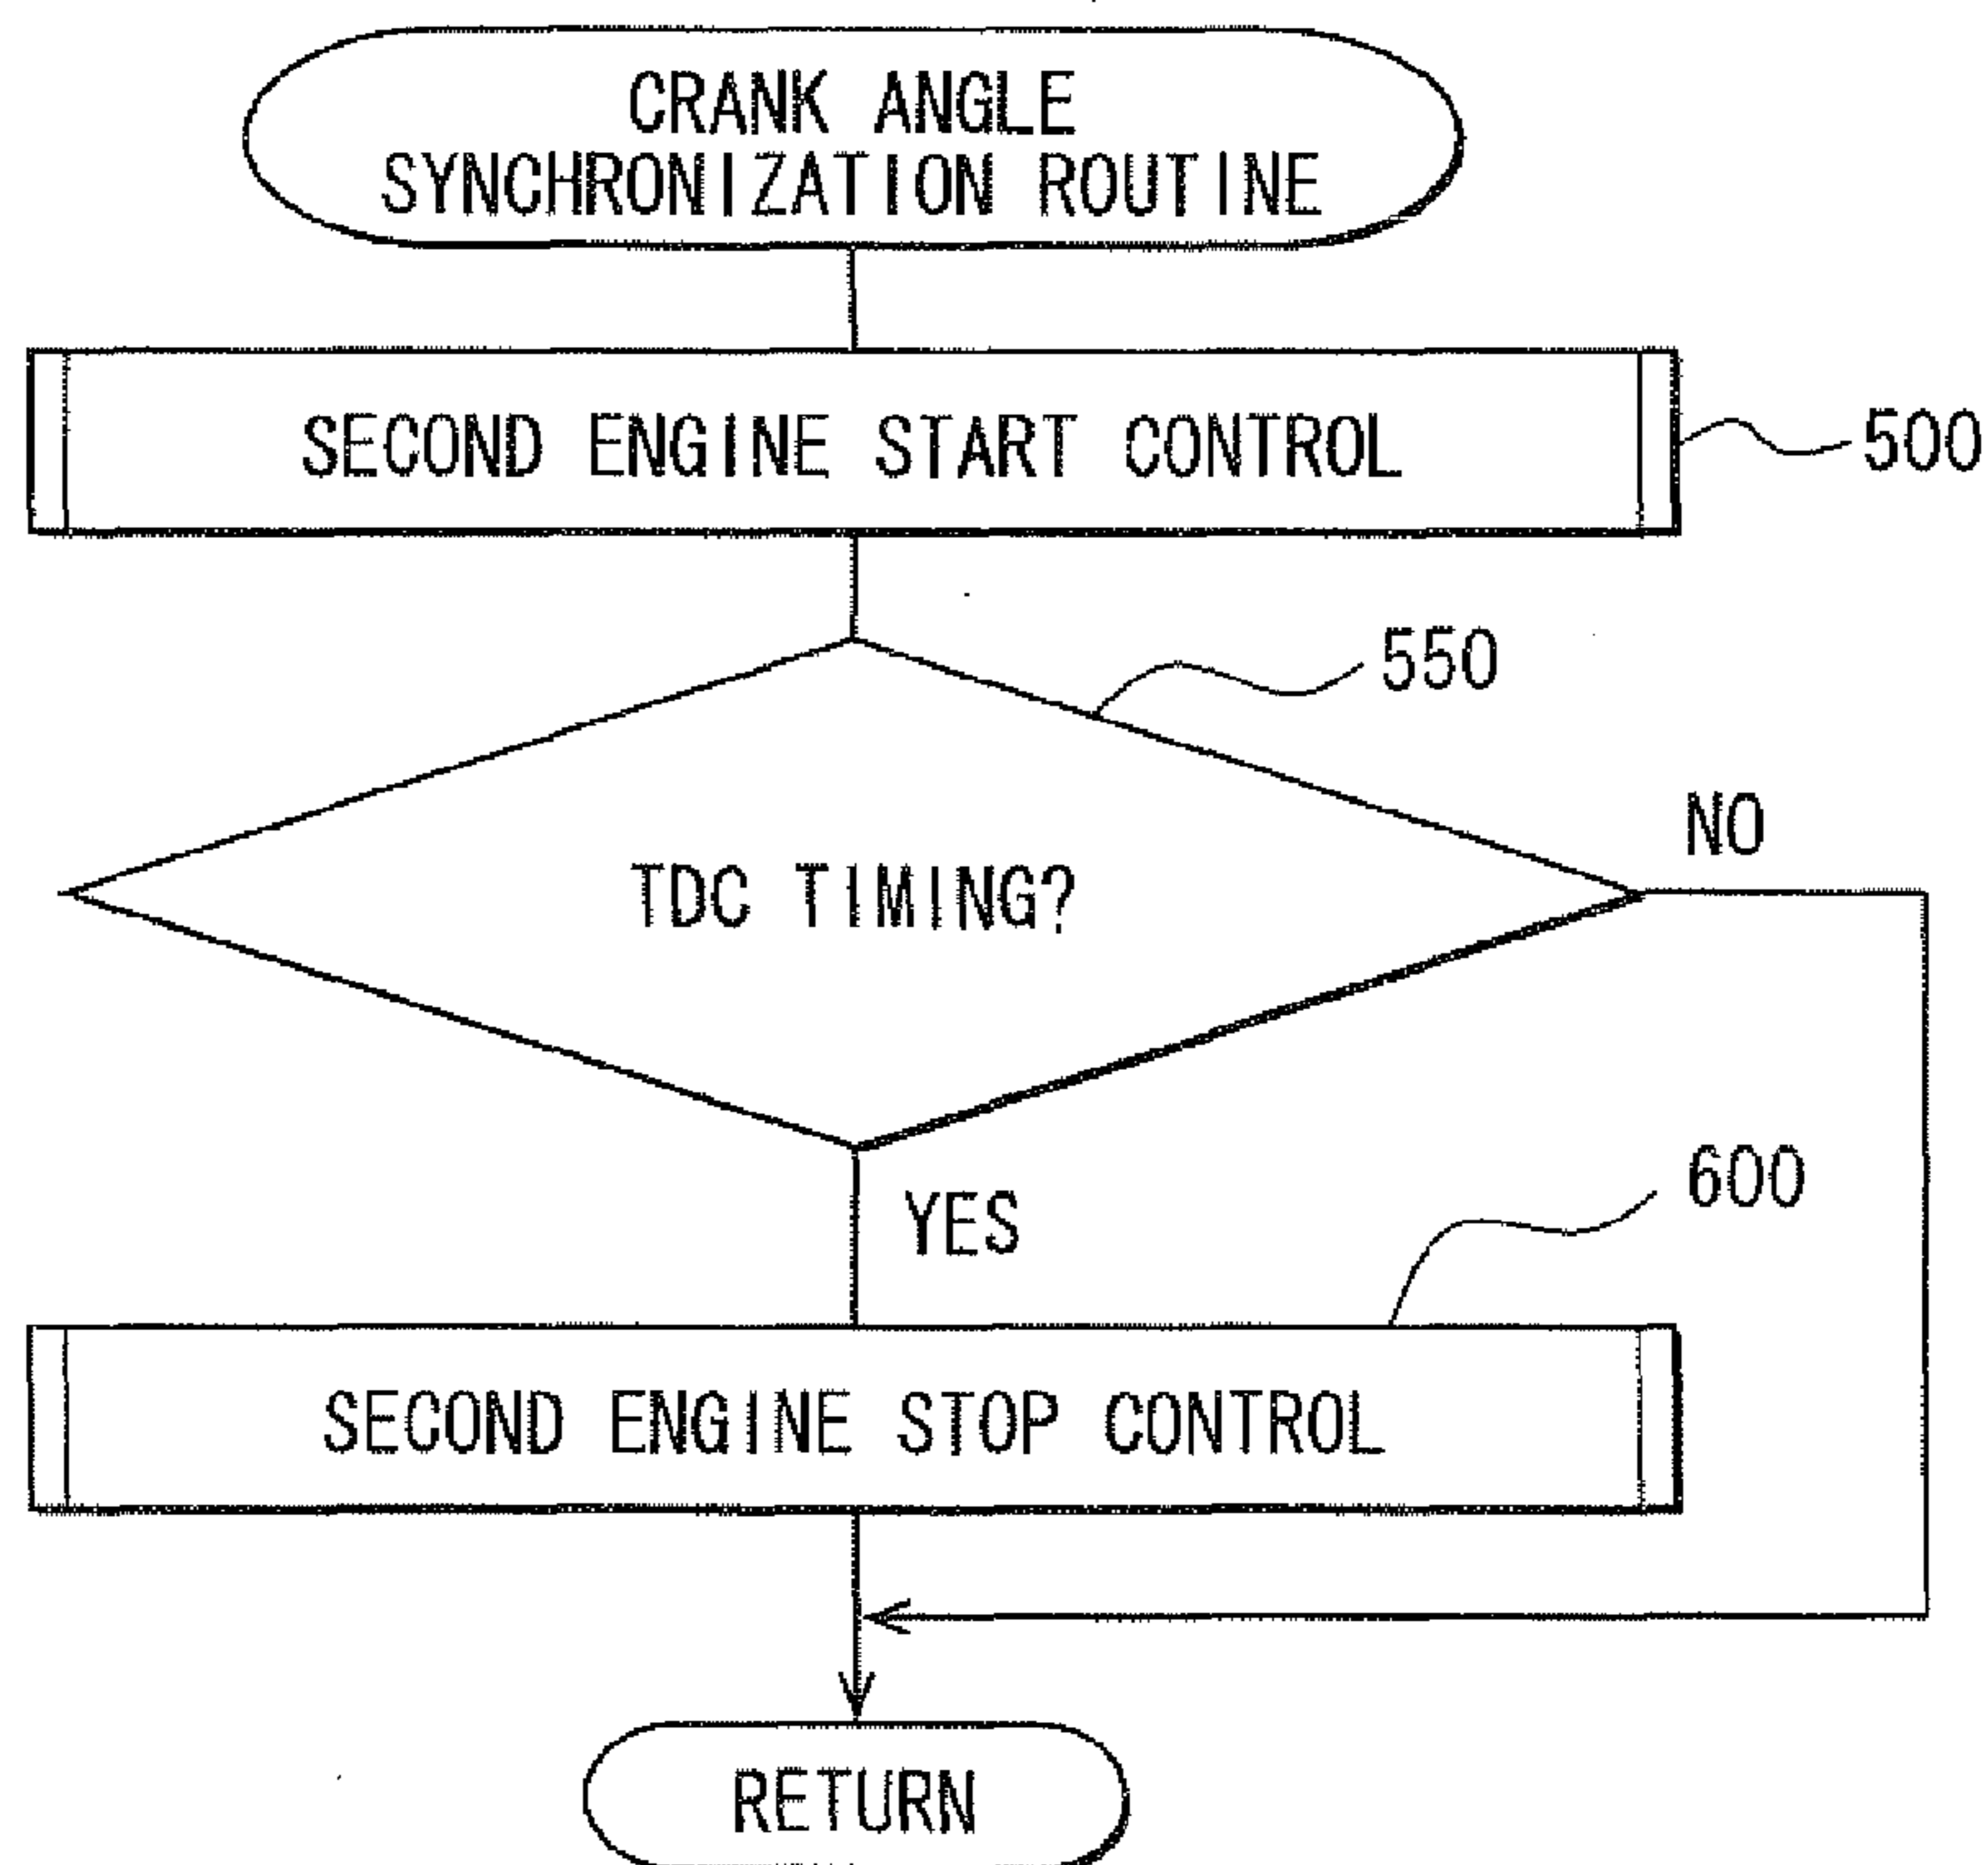 CRANK ANGLE
SYNCHRONIZATION ROUTINE
SECOND ENGINE START CONTROL
500
550
NO
TDC TIMING?
YES
600
SECOND ENGINE STOP CONTROL
RETURN